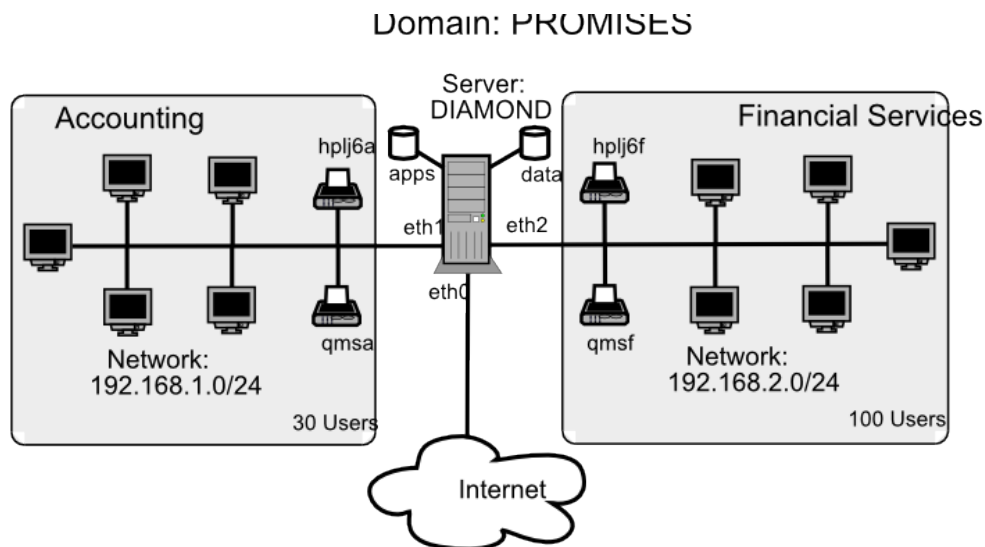 Domain: PROMISES
Server:
DIAMOND
Accounting
Financial Services
hplj6a
apps
data
hplj6f
eth1
eth2
eth0
qmsa
qmsf
Network:
192.168.1.0/24
Network:
192.168.2.0/24
30 Users
100 Users
Internet